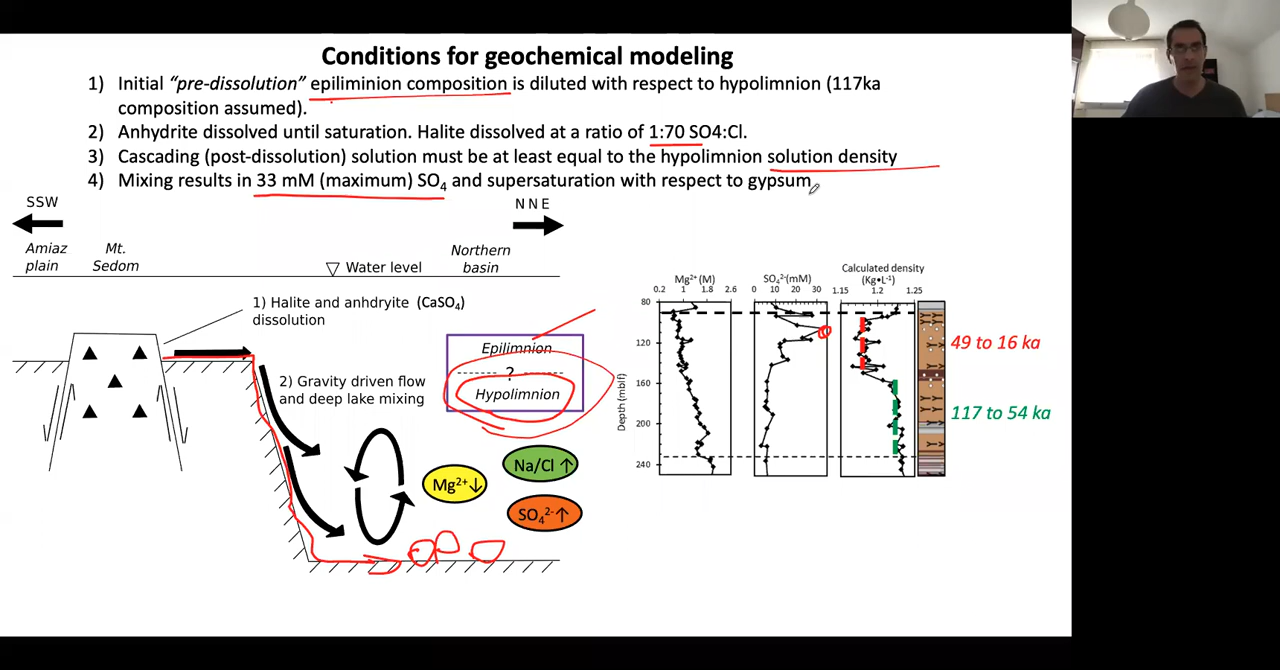 Conditions for geochemical modeling
1) Initial “pre-dissolution” epiliminion composition is diluted with respect to hypolimnion (117ka
composition assumed).
2) Anhydrite dissolved until saturation. Halite dissolved at a ratio of 1:70 SO4:Cl.
3) Cascading (post-dissolution) solution must be at least equal to the hypolimnion solution density
4) Mixing results in 33 mM (maximum) SO4 and supersaturation with respect to gypsum.
SSW
NNE
Amiaz
plain
Mt.
Sedom
Northern
basin
Water level
1) Halite and anhdryite (CaSO4)
dissolution
Epilimnion
?
Hypolimnion
2) Gravity driven flow
and deep lake mixing
Mg2+↓
Na/Cl ↑
SO42-↑
Mg2+ (M)
0.2 1 1.8 2.6
SO42-(mM)
0 10 20 30
Calculated density
(Kg•L-1)
1.15 1.2 1.25
Depth (mblf)
80
120
160
200
240
49 to 16 ka
117 to 54 ka